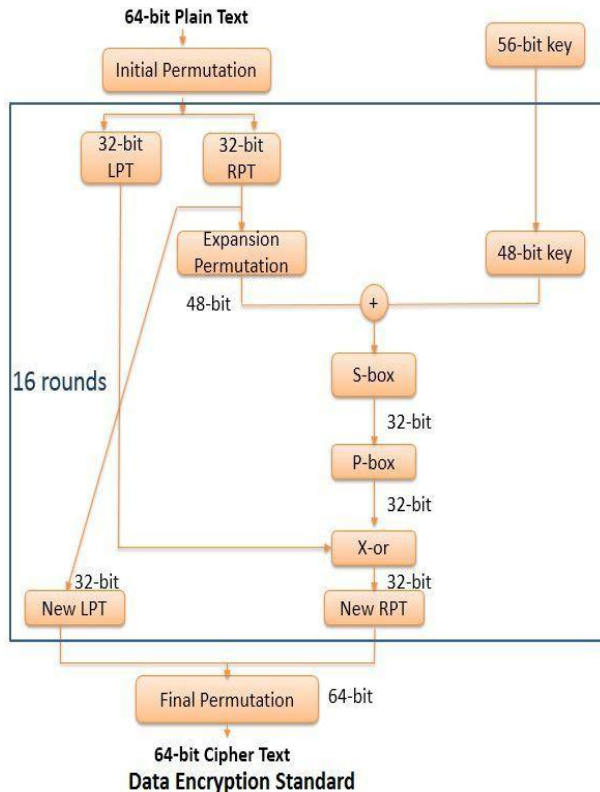 64-bit Plain Text
56-bit key
Initial Permutation
32-bit
LPT
32-bit
RPT
Expansion
Permutation
48-bit key
48-bit
+
S-box
16 rounds
32-bit
P-box
32-bit
X-or
32-bit
32-bit
New LPT
New RPT
Final Permutation
64-bit
64-bit Cipher Text
Data Encryption Standard